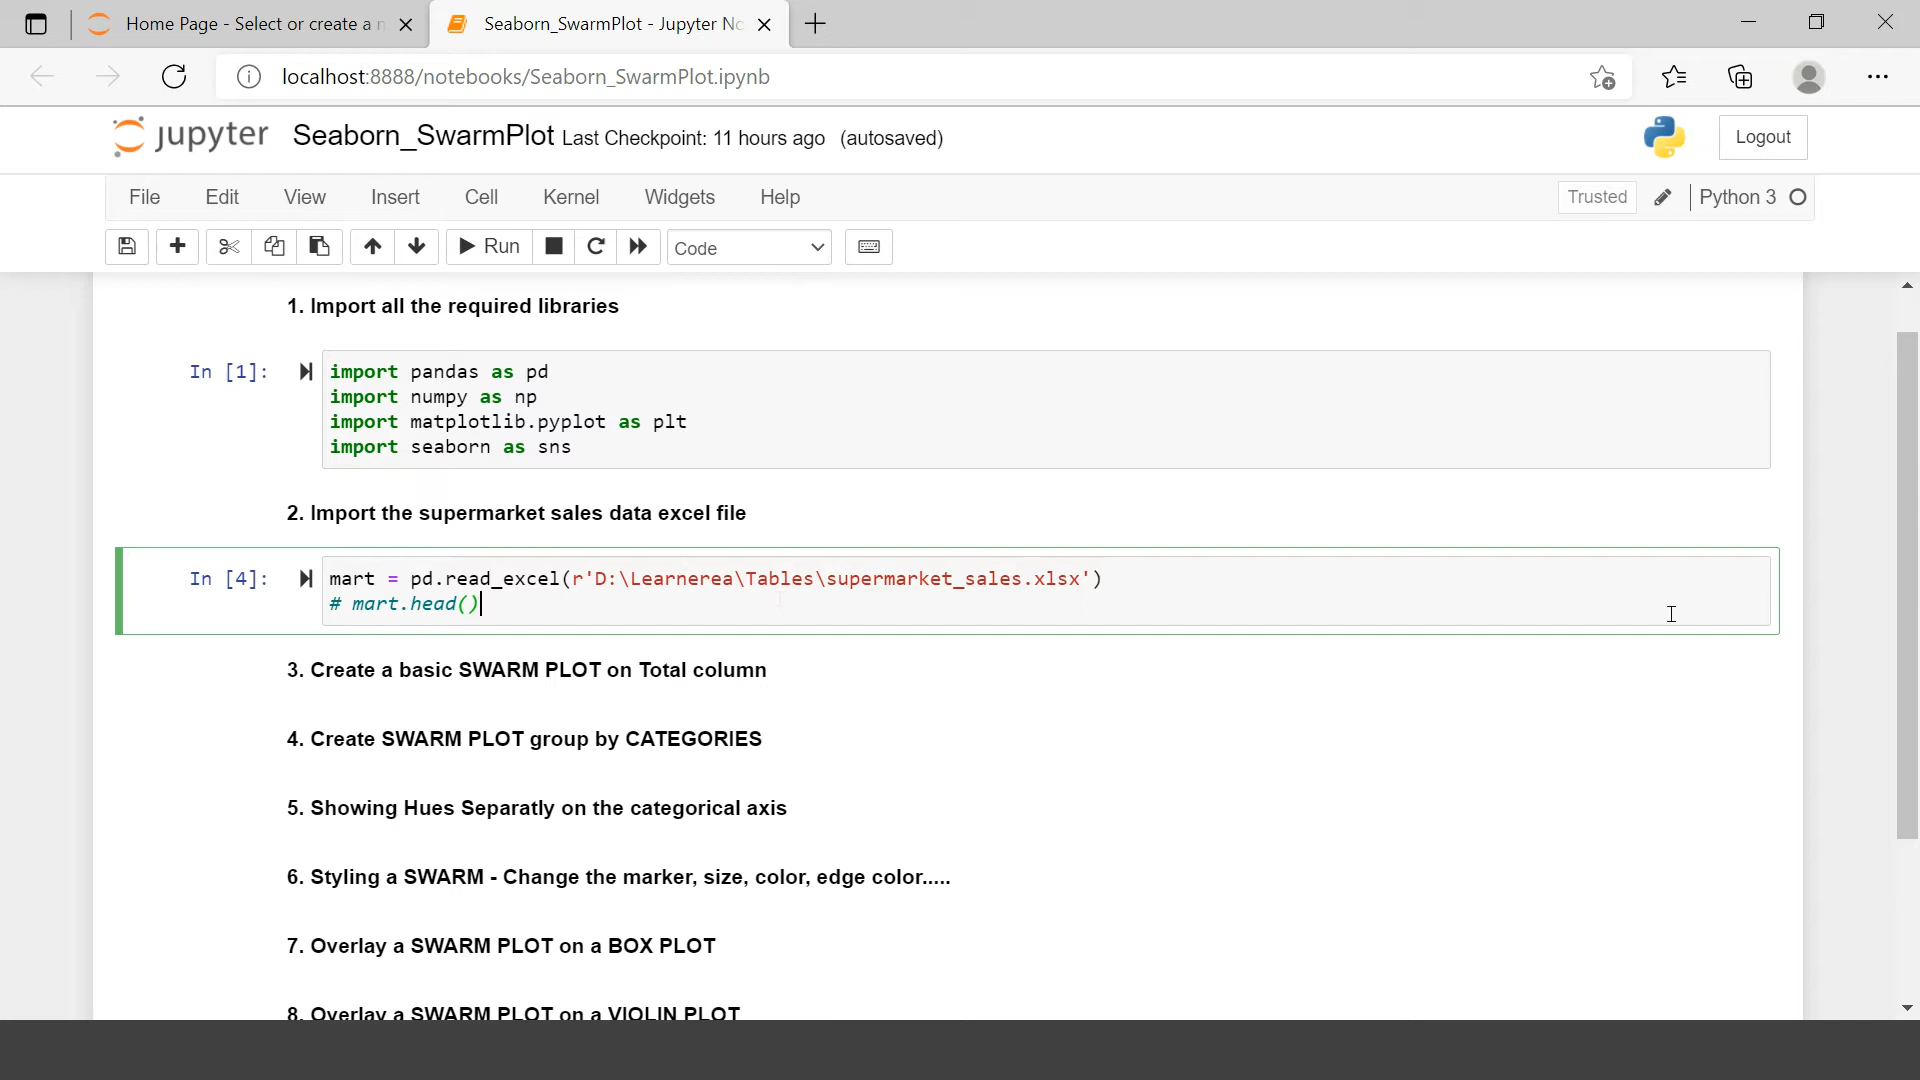 Home Page - Select or create a n
Seaborn_SwarmPlot - Jupyter No
localhost:8888/notebooks/Seaborn_SwarmPlot.ipynb
jupyter Seaborn_SwarmPlot Last Checkpoint: 11 hours ago (autosaved)
Logout
File Edit View Insert Cell Kernel Widgets Help
Trusted Python 3
Run
Code
1. Import all the required libraries
In [1]:
import pandas as pd
import numpy as np
import matplotlib.pyplot as plt
import seaborn as sns
2. Import the supermarket sales data excel file
In [4]:
mart = pd.read_excel(r'D:\Learnerea\Tables\supermarket_sales.xlsx')
# mart.head()
3. Create a basic SWARM PLOT on Total column
4. Create SWARM PLOT group by CATEGORIES
5. Showing Hues Separatly on the categorical axis
6. Styling a SWARM - Change the marker, size, color, edge color.....
7. Overlay a SWARM PLOT on a BOX PLOT
8. Overlay a SWARM PLOT on a VIOLIN PLOT